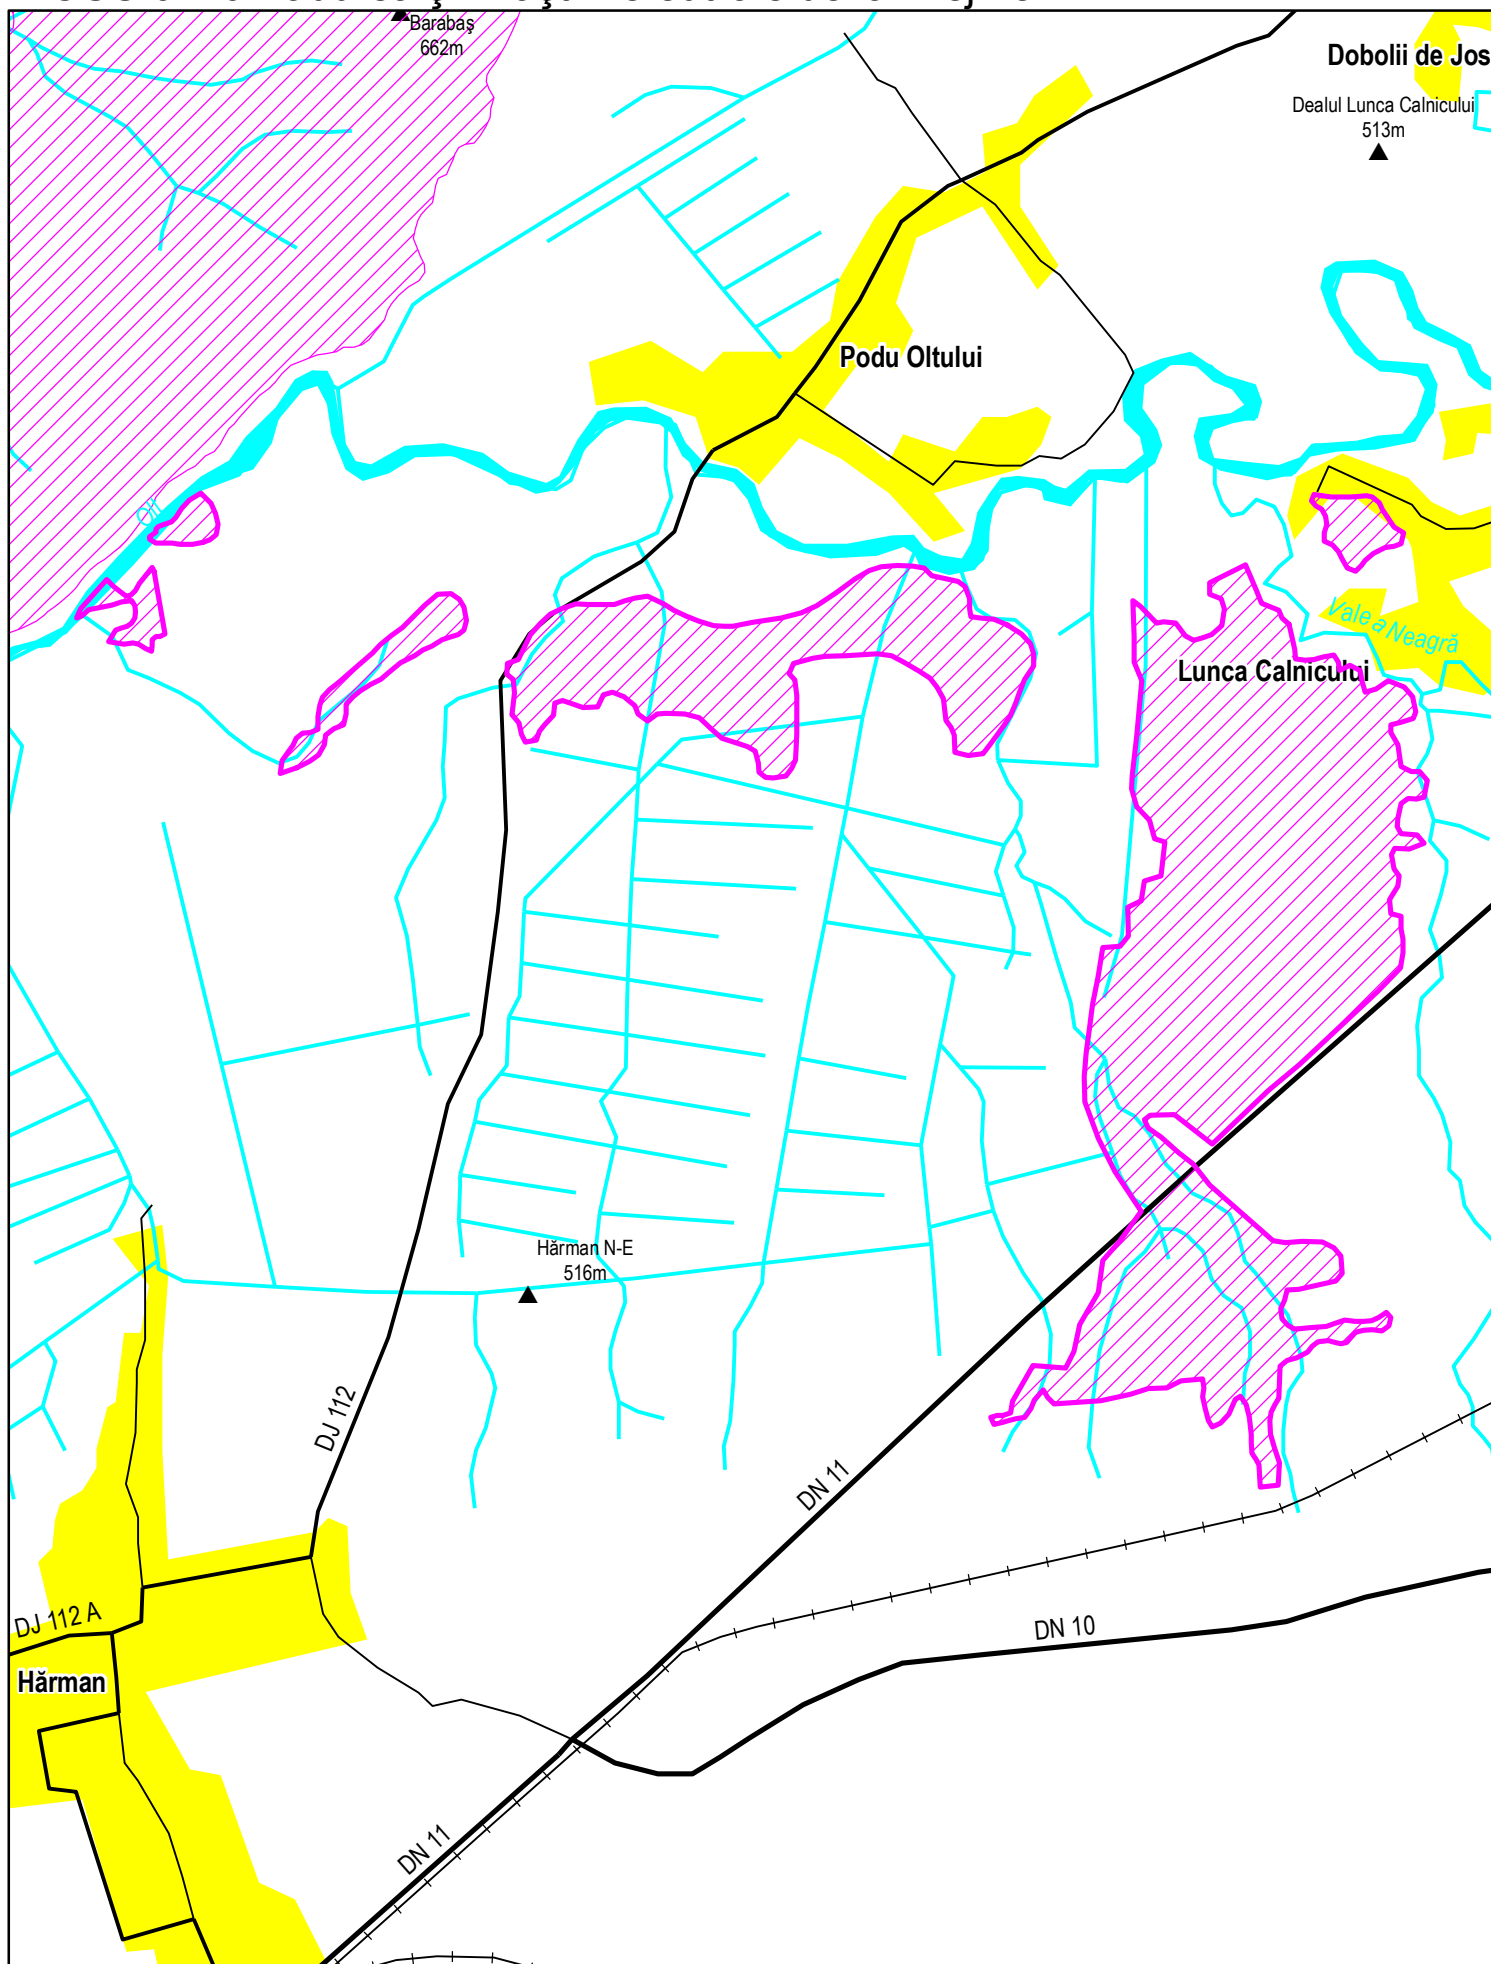 Barabaş
662m
Dobolii de Jos
Dealul Lunca Calnicului
513m
Podu Oltului
Olt
Vale a Neagră
Lunca Calnicului
Hărman N-E
516m
DJ 112
DN 11
DJ 112 A
DN 10
Hărman
DN 11